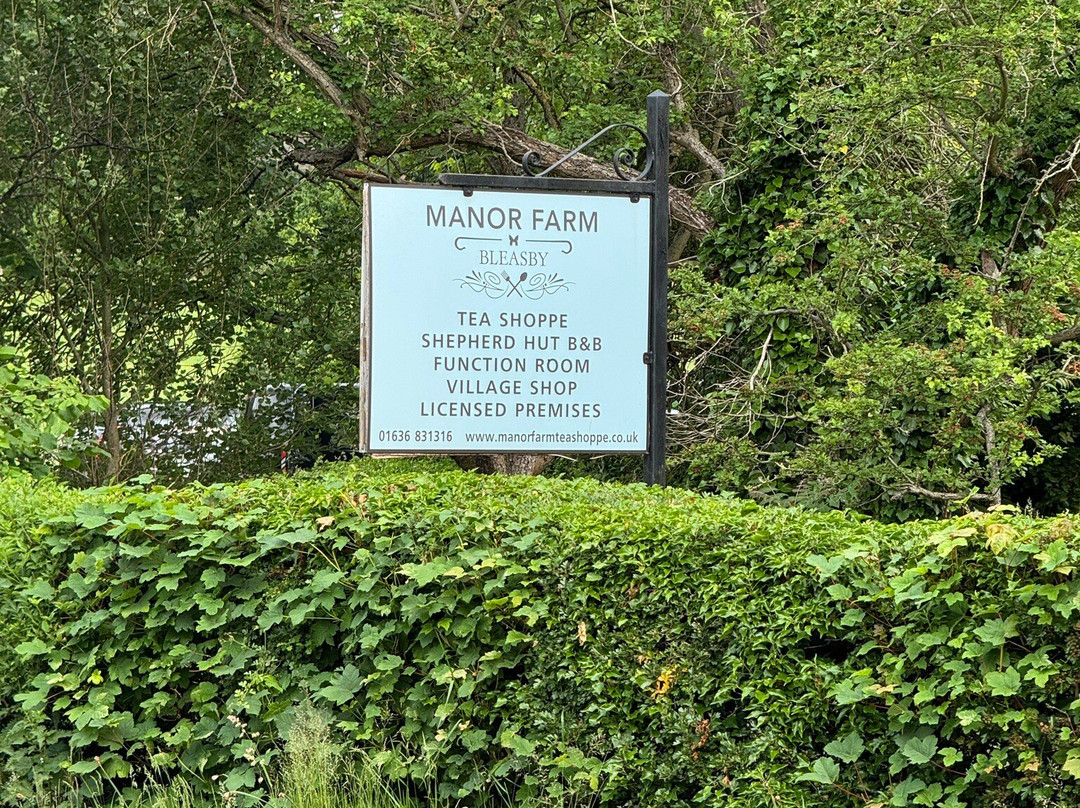 MANOR FARM
BLEASBY
TEA SHOPPE
SHEPHERD HUT B&B
FUNCTION ROOM
VILLAGE SHOP
LICENSED PREMISES
01636 831316 www.manorfarmteashoppe.co.uk